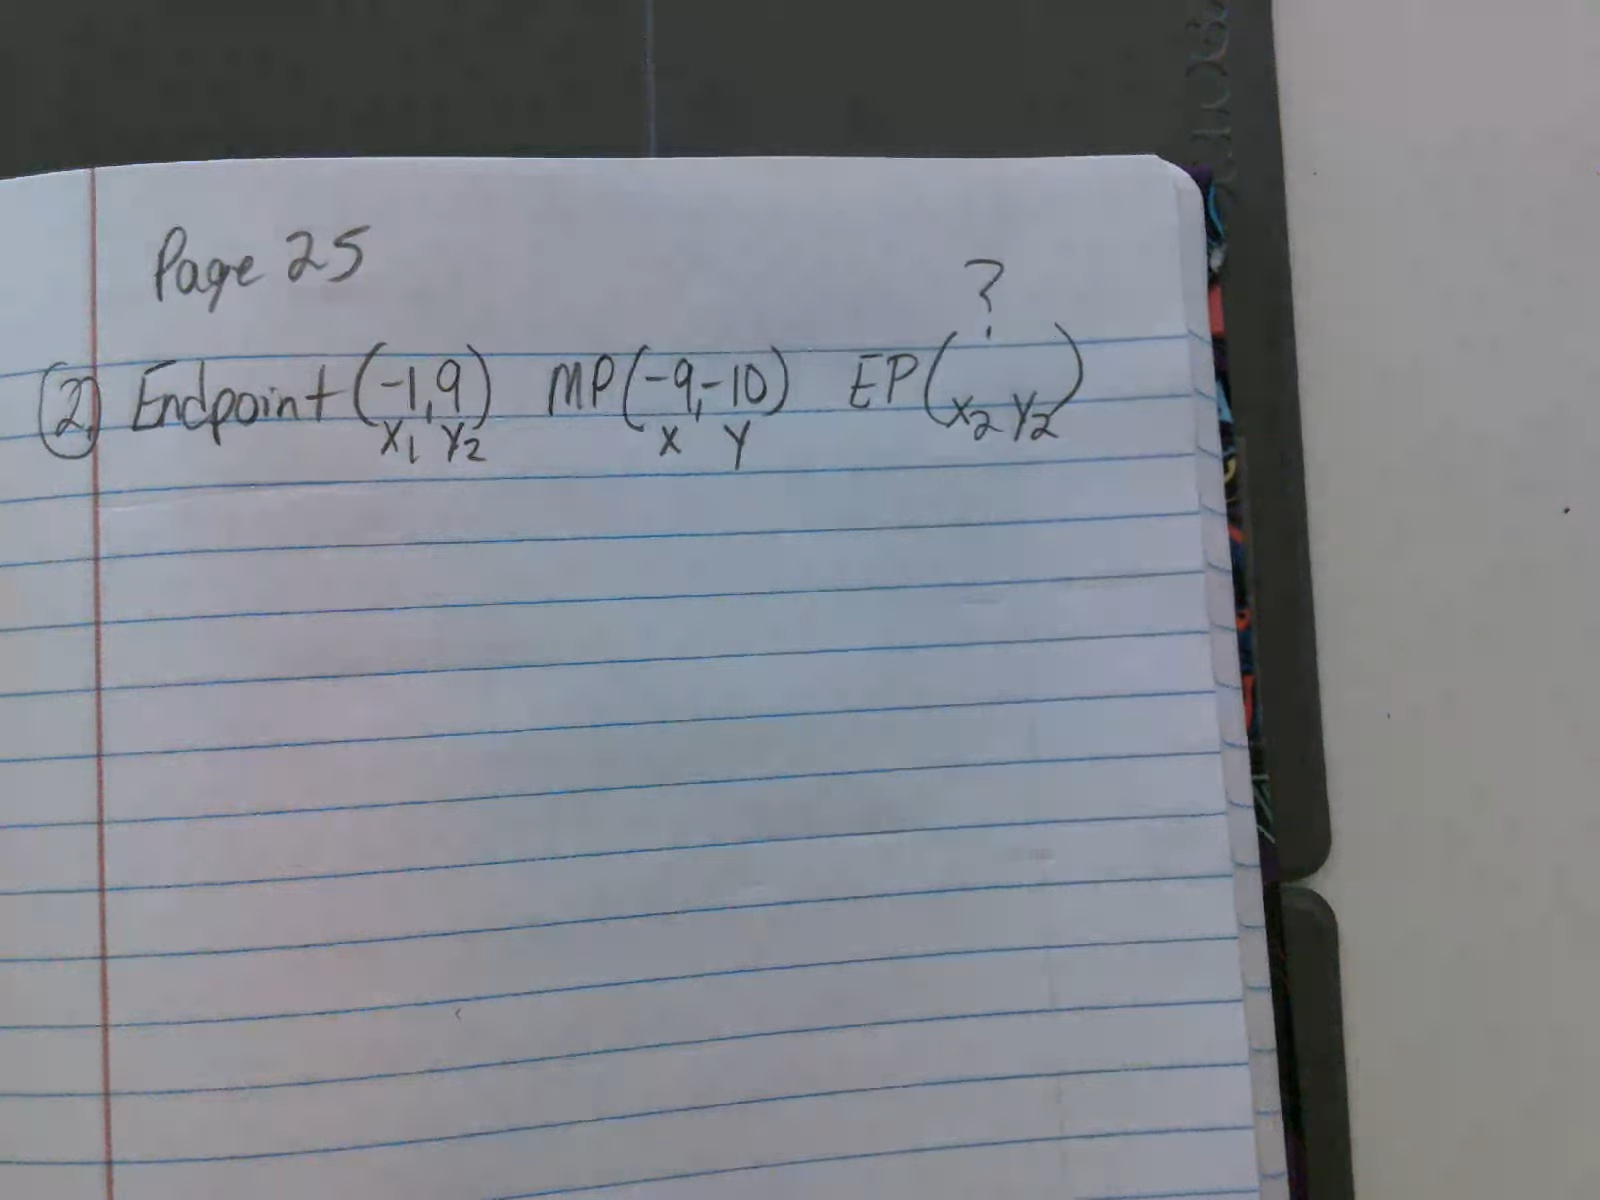 Page 25
?
2. Endpoint (-1,9) MP(-9,-10) EP( )
x1 y2 x y x2 y2